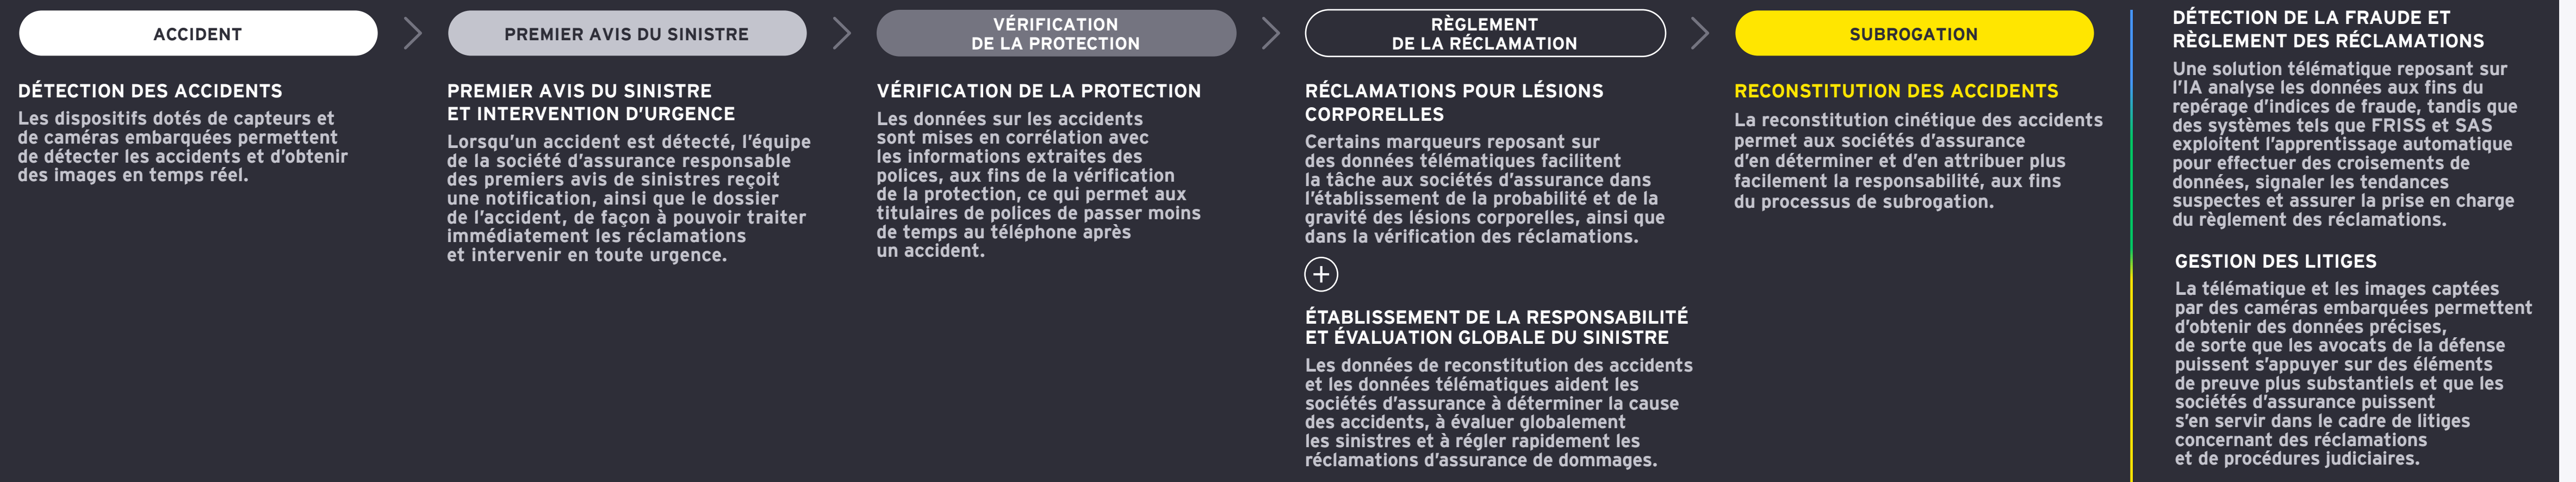 ACCIDENT
PREMIER AVIS DU SINISTRE
VÉRIFICATION
DE LA PROTECTION
RÈGLEMENT
DE LA RÉCLAMATION
SUBROGATION
DÉTECTION DES ACCIDENTS
Les dispositifs dotés de capteurs et
de caméras embarquées permettent
de détecter les accidents et d’obtenir
des images en temps réel.
PREMIER AVIS DU SINISTRE
ET INTERVENTION D’URGENCE
Lorsqu’un accident est détecté, l’équipe
de la société d’assurance responsable
des premiers avis de sinistres reçoit
une notification, ainsi que le dossier
de l’accident, de façon à pouvoir traiter
immédiatement les réclamations
et intervenir en toute urgence.
VÉRIFICATION DE LA PROTECTION
Les données sur les accidents
sont mises en corrélation avec
les informations extraites des
polices, aux fins de la vérification
de la protection, ce qui permet aux
titulaires de polices de passer moins
de temps au téléphone après
un accident.
RÉCLAMATIONS POUR LÉSIONS
CORPORELLES
Certains marqueurs reposant sur
des données télématiques facilitent
la tâche aux sociétés d’assurance dans
l’établissement de la probabilité et de la
gravité des lésions corporelles, ainsi que
dans la vérification des réclamations.
+
ÉTABLISSEMENT DE LA RESPONSABILITÉ
ET ÉVALUATION GLOBALE DU SINISTRE
Les données de reconstitution des accidents
et les données télématiques aident les
sociétés d’assurance à déterminer la cause
des accidents, à évaluer globalement
les sinistres et à régler rapidement les
réclamations d’assurance de dommages.
RECONSTITUTION DES ACCIDENTS
La reconstitution cinétique des accidents
permet aux sociétés d’assurance
d’en déterminer et d’en attribuer plus
facilement la responsabilité, aux fins
du processus de subrogation.
DÉTECTION DE LA FRAUDE ET
RÈGLEMENT DES RÉCLAMATIONS
Une solution télématique reposant sur
l’IA analyse les données aux fins du
repérage d’indices de fraude, tandis que
des systèmes tels que FRISS et SAS
exploitent l’apprentissage automatique
pour effectuer des croisements de
données, signaler les tendances
suspectes et assurer la prise en charge
du règlement des réclamations.
GESTION DES LITIGES
La télématique et les images captées
par des caméras embarquées permettent
d’obtenir des données précises,
de sorte que les avocats de la défense
puissent s’appuyer sur des éléments
de preuve plus substantiels et que les
sociétés d’assurance puissent
s’en servir dans le cadre de litiges
concernant des réclamations
et de procédures judiciaires.